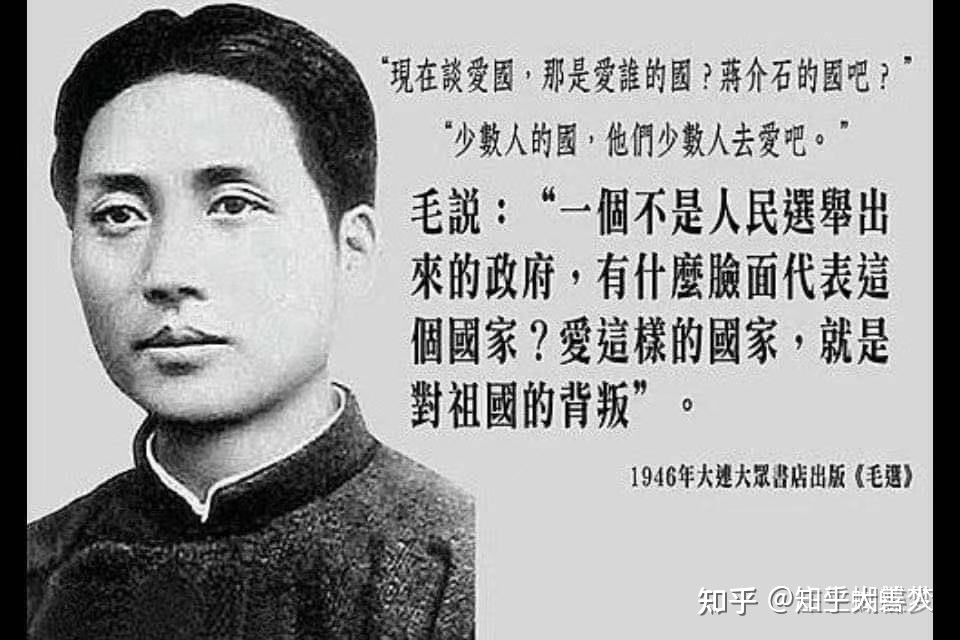 “現在談愛國，那是愛誰的國？蔣介石的國吧？”
“少數人的國，他們少數人去愛吧。”
毛説：“一個不是人民選舉出
來的政府，有什麼臉面代表這
個國家？愛這樣的國家，就是
對祖國的背叛”。
1946年大連大眾書店出版《毛選》
知乎 @知乎